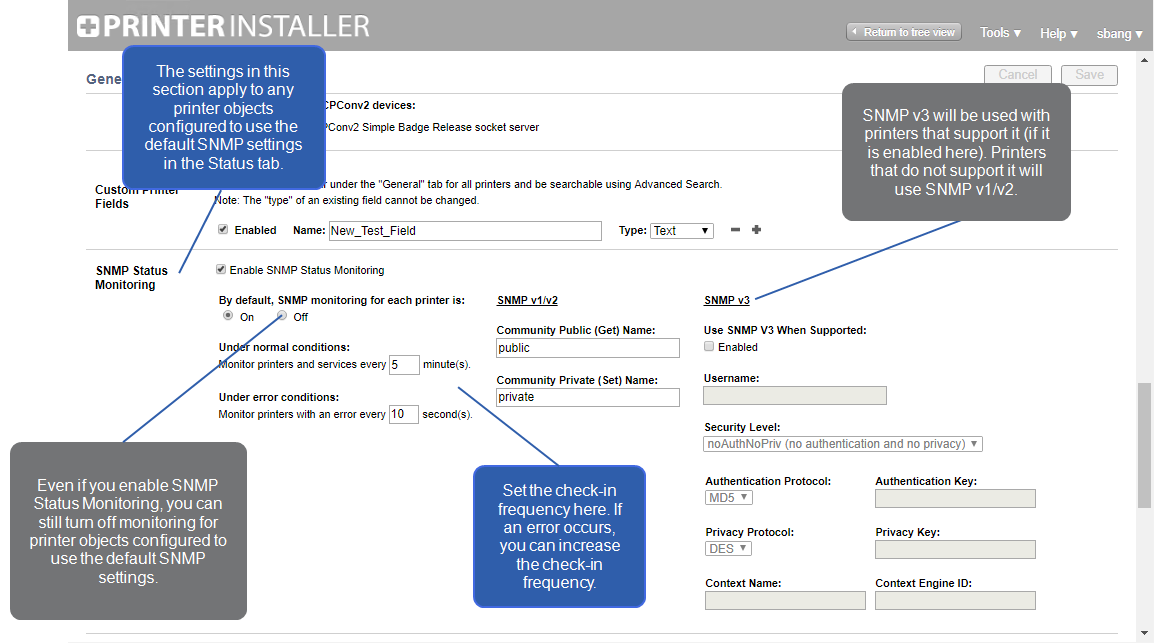 PRINTER INSTALLER
Return to tree view
Tools ▼
Help ▼
sbang ▼
Gene
Cancel
Save
The settings in this
section apply to any
printer objects
configured to use the
default SNMP settings
in the Status tab.
CPConv2 devices:
PConv2 Simple Badge Release socket server
SNMP v3 will be used with
printers that support it (if it
is enabled here). Printers
that do not support it will
use SNMP v1/v2.
Custom Printer
Fields
under the "General" tab for all printers and be searchable using Advanced Search.
Note: The "type" of an existing field cannot be changed.
Enabled Name: New_Test_Field Type: Text ▼
SNMP Status
Monitoring
Enable SNMP Status Monitoring
By default, SNMP monitoring for each printer is:
On Off
Under normal conditions:
Monitor printers and services every 5 minute(s).
Under error conditions:
Monitor printers with an error every 10 second(s).
SNMP v1/v2
Community Public (Get) Name:
public
Community Private (Set) Name:
private
SNMP v3
Use SNMP V3 When Supported:
Enabled
Username:
Security Level:
noAuthNoPriv (no authentication and no privacy) ▼
Authentication Protocol: Authentication Key:
MD5 ▼
Privacy Protocol: Privacy Key:
DES ▼
Context Name: Context Engine ID:
Even if you enable SNMP
Status Monitoring, you can
still turn off monitoring for
printer objects configured to
use the default SNMP
settings.
Set the check-in
frequency here. If
an error occurs,
you can increase
the check-in
frequency.